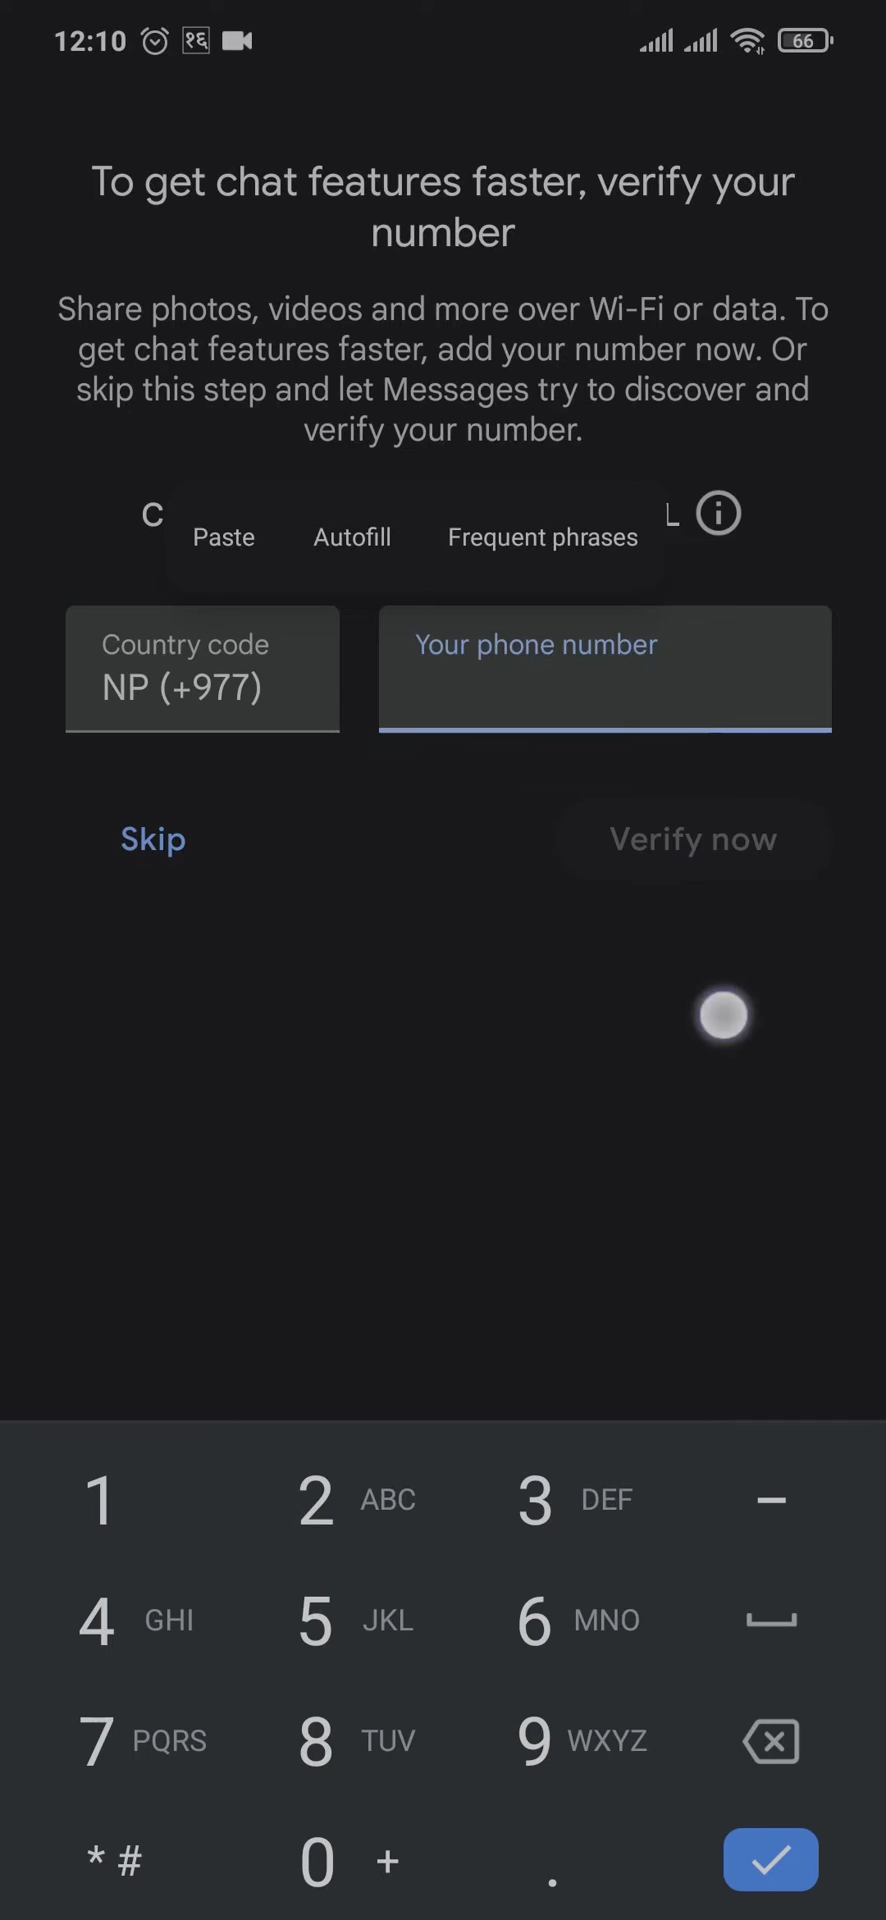 12:10 १६ 66
To get chat features faster, verify your
number
Share photos, videos and more over Wi-Fi or data. To
get chat features faster, add your number now. Or
skip this step and let Messages try to discover and
verify your number.
C
L
Paste Autofill Frequent phrases
Country code Your phone number
NP (+977)
Skip Verify now
1 2 ABC 3 DEF -
4 GHI 5 JKL 6 MNO
7 PQRS 8 TUV 9 WXYZ
* # 0 + .